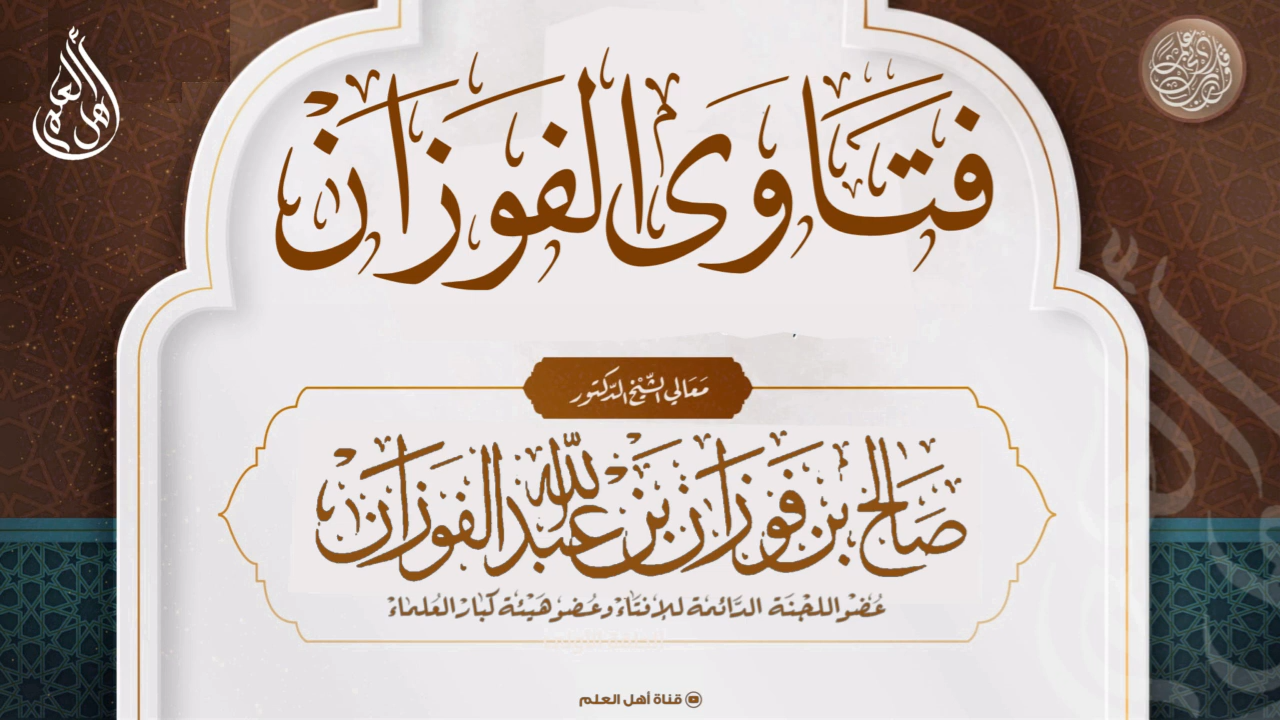 أهل العلم
فتاوى الفوزان
معالي الشيخ الدكتور
صالح بن فوزان بن عبدالله الفوزان
عضو اللجنة الدائمة للإفتاء وعضو هيئة كبار العلماء
قناة أهل العلم